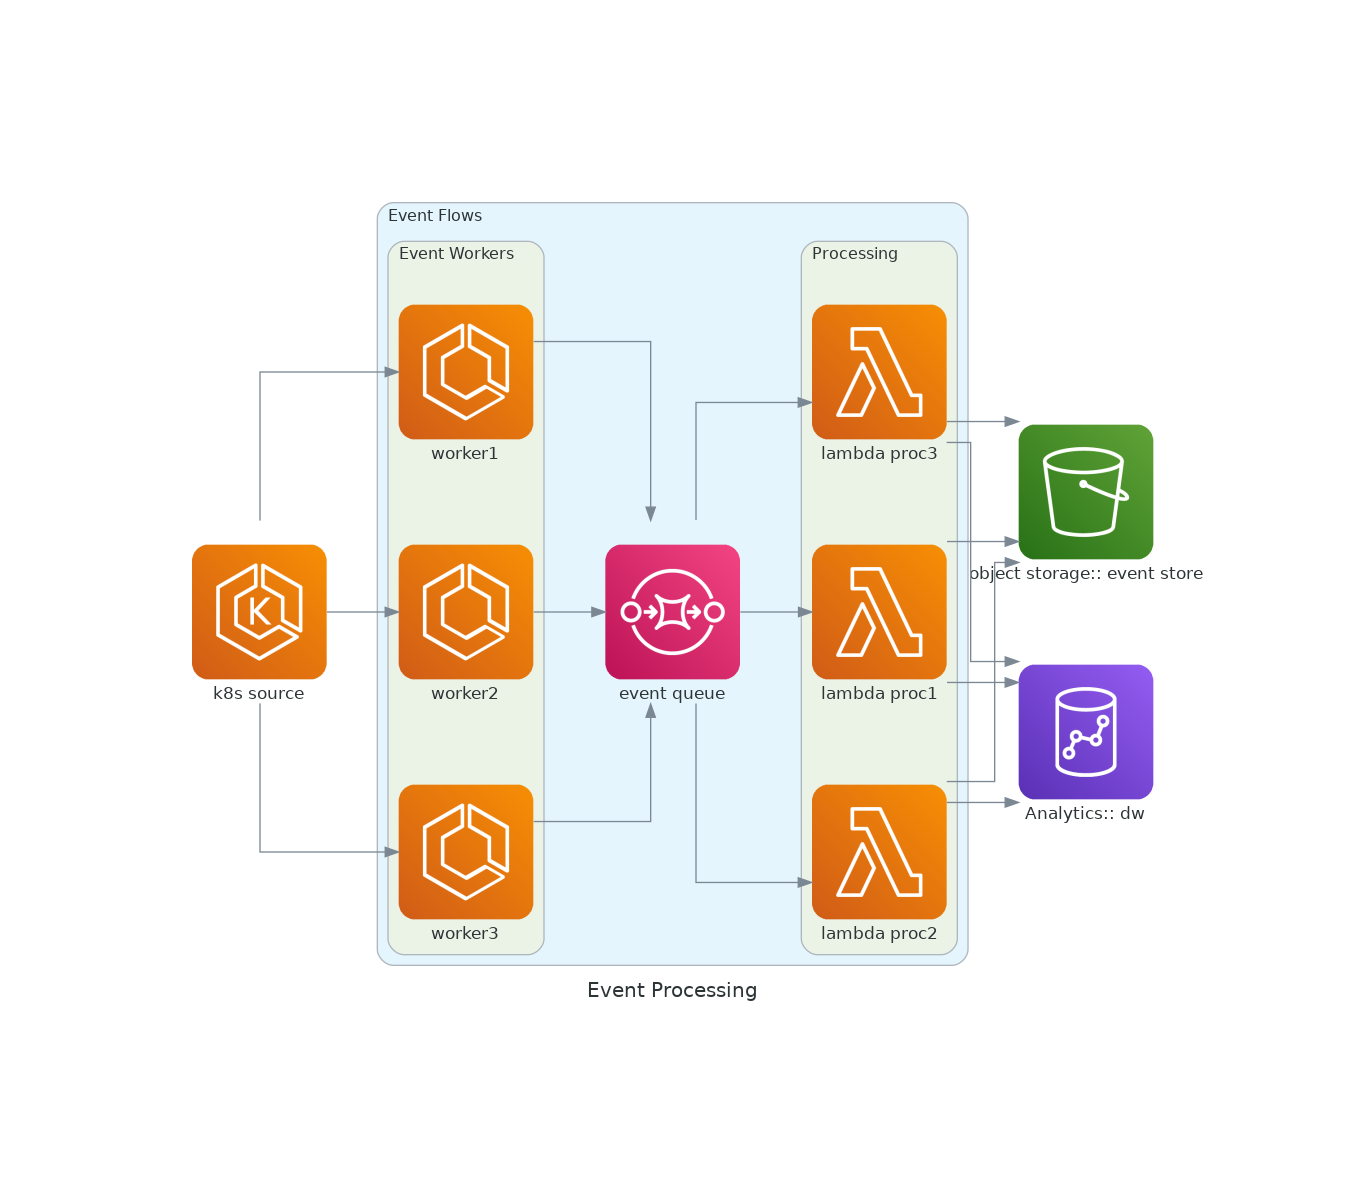 Event Flows
Event Workers
Processing
worker1
lambda proc3
object storage:: event store
k8s source
worker2
event queue
lambda proc1
Analytics:: dw
worker3
lambda proc2
Event Processing